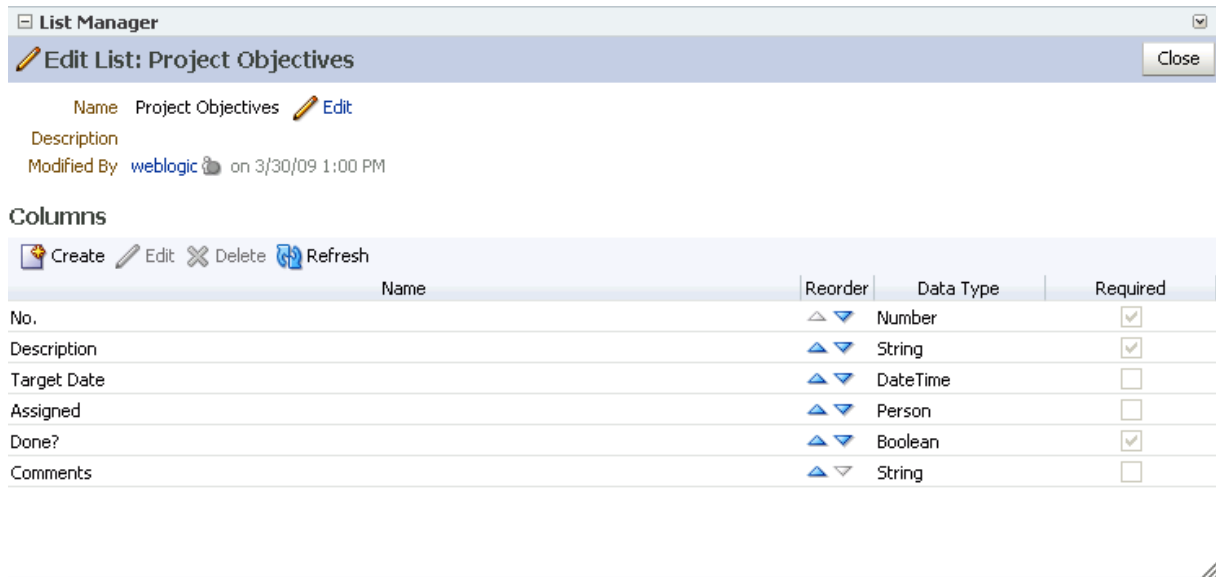 List Manager
Edit List: Project Objectives Close
Name Project Objectives Edit
Description
Modified By weblogic on 3/30/09 1:00 PM
Columns
Create Edit Delete Refresh
Name Reorder Data Type Required
No. Number
Description String
Target Date DateTime
Assigned Person
Done? Boolean
Comments String